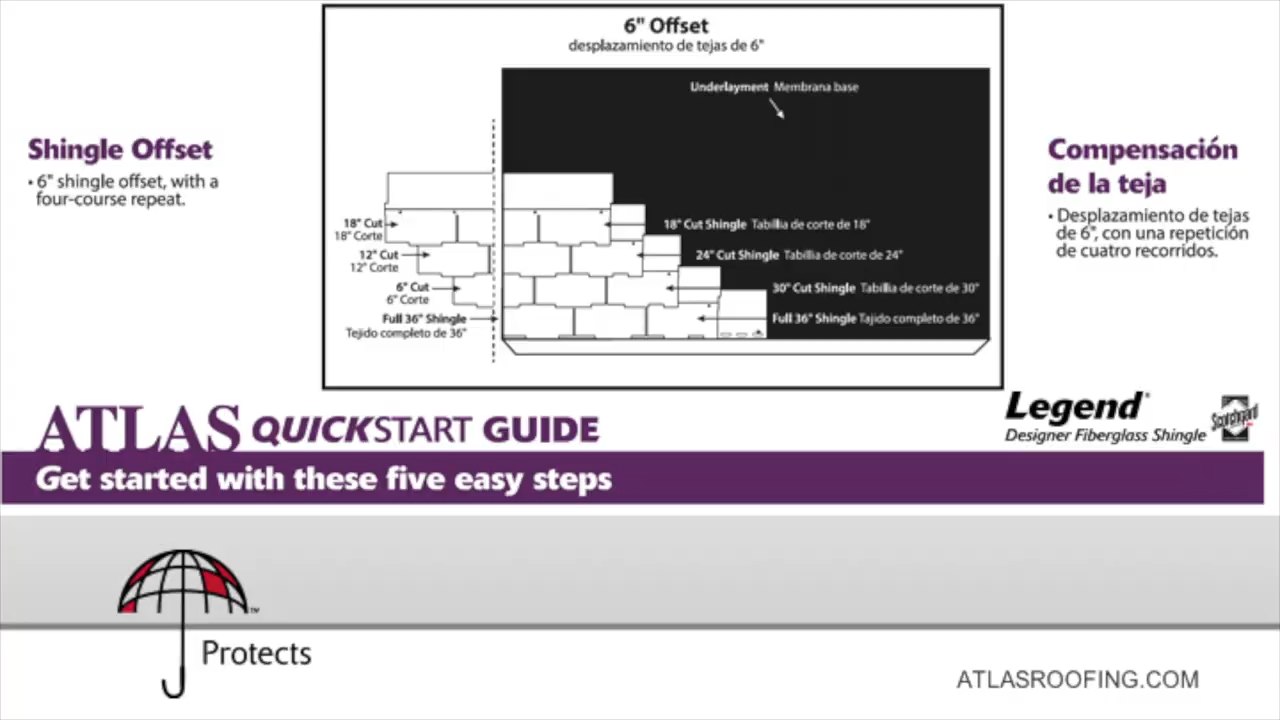 6" Offset
desplazamiento de tejas de 6"
Underlayment Membrana base
Shingle Offset
• 6" shingle offset, with a
four-course repeat.
Compensación
de la teja
• Desplazamiento de tejas
de 6", con una repetición
de cuatro recorridos.
18" Cut
18" Corte
12" Cut
12" Corte
6" Cut
6" Corte
Full 36" Shingle
Tejido completo de 36"
18" Cut Shingle Tabillia de corte de 18"
24" Cut Shingle Tabillia de corte de 24"
30" Cut Shingle Tabillia de corte de 30"
Full 36" Shingle Tajido completo de 36"
ATLAS QUICKSTART GUIDE
Get started with these five easy steps
Legend®
Designer Fiberglass Shingle
Scotchgard
™
Protects
ATLASROOFING.COM